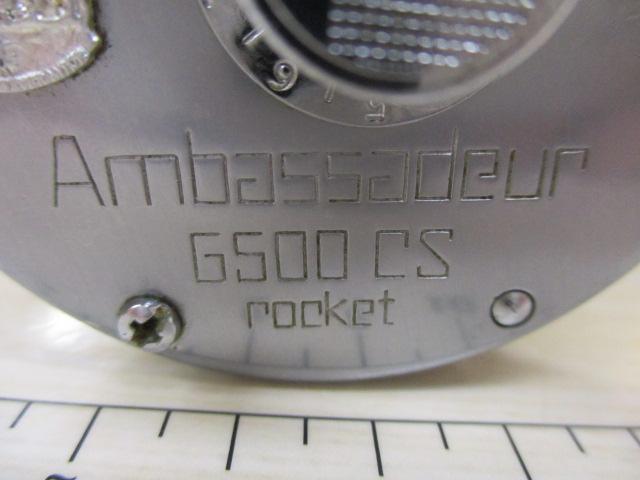 Ambassadeur
6500 CS
rocket